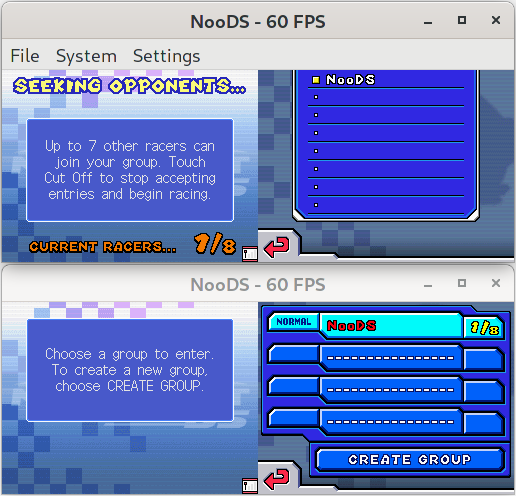 NooDS - 60 FPS
File System Settings
SEEKING OPPONENTS...
NooDS
Up to 7 other racers can
join your group. Touch
Cut Off to stop accepting
entries and begin racing.
CURRENT RACERS... 1/8
NooDS - 60 FPS
NORMAL NooDS 1/8
Choose a group to enter.
To create a new group,
choose CREATE GROUP.
--------------------
--------------------
--------------------
CREATE GROUP